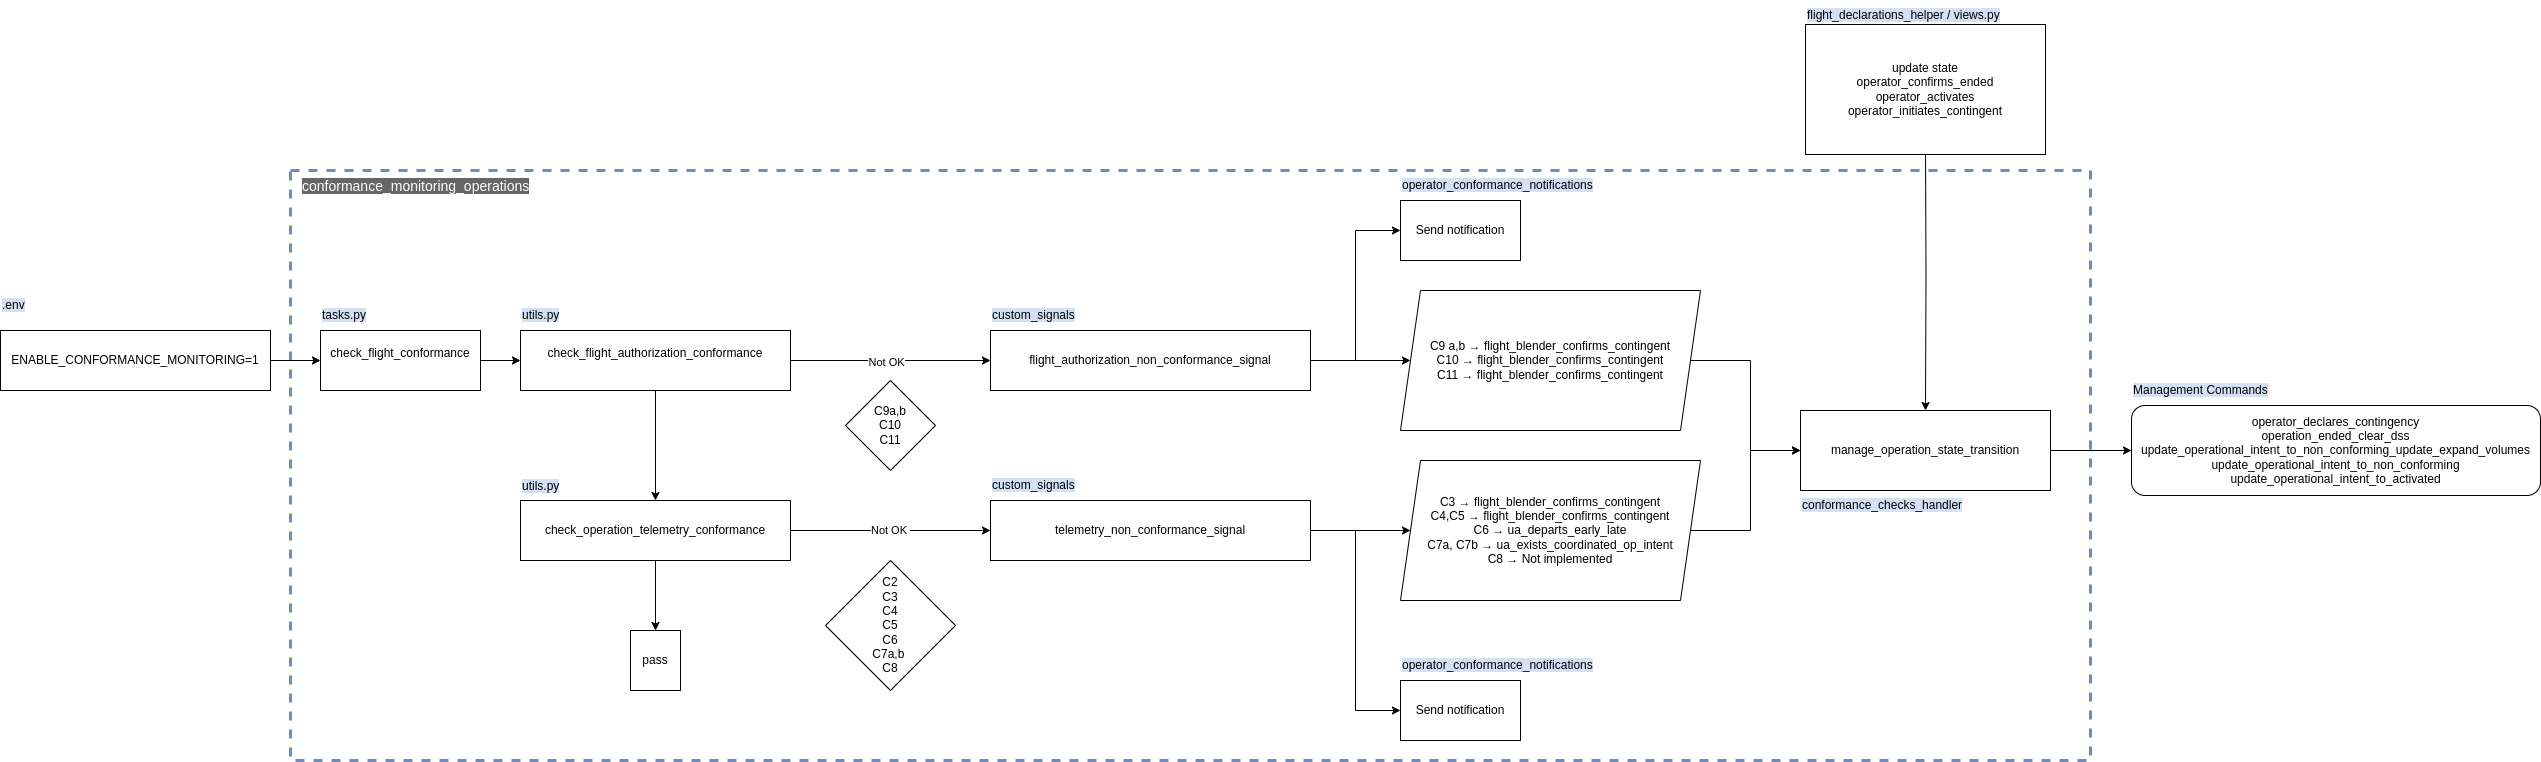 flight_declarations_helper / views.py
update state
operator_confirms_ended
operator_activates
operator_initiates_contingent
conformance_monitoring_operations
.env
ENABLE_CONFORMANCE_MONITORING=1
tasks.py
check_flight_conformance
utils.py
check_flight_authorization_conformance
Not OK
C9a,b
C10
C11
custom_signals
flight_authorization_non_conformance_signal
operator_conformance_notifications
Send notification
C9 a,b → flight_blender_confirms_contingent
C10 → flight_blender_confirms_contingent
C11 → flight_blender_confirms_contingent
utils.py
check_operation_telemetry_conformance
pass
Not OK
C2
C3
C4
C5
C6
C7a,b
C8
custom_signals
telemetry_non_conformance_signal
C3 → flight_blender_confirms_contingent
C4,C5 → flight_blender_confirms_contingent
C6 → ua_departs_early_late
C7a, C7b → ua_exists_coordinated_op_intent
C8 → Not implemented
operator_conformance_notifications
Send notification
manage_operation_state_transition
conformance_checks_handler
Management Commands
operator_declares_contingency
operation_ended_clear_dss
update_operational_intent_to_non_conforming_update_expand_volumes
update_operational_intent_to_non_conforming
update_operational_intent_to_activated